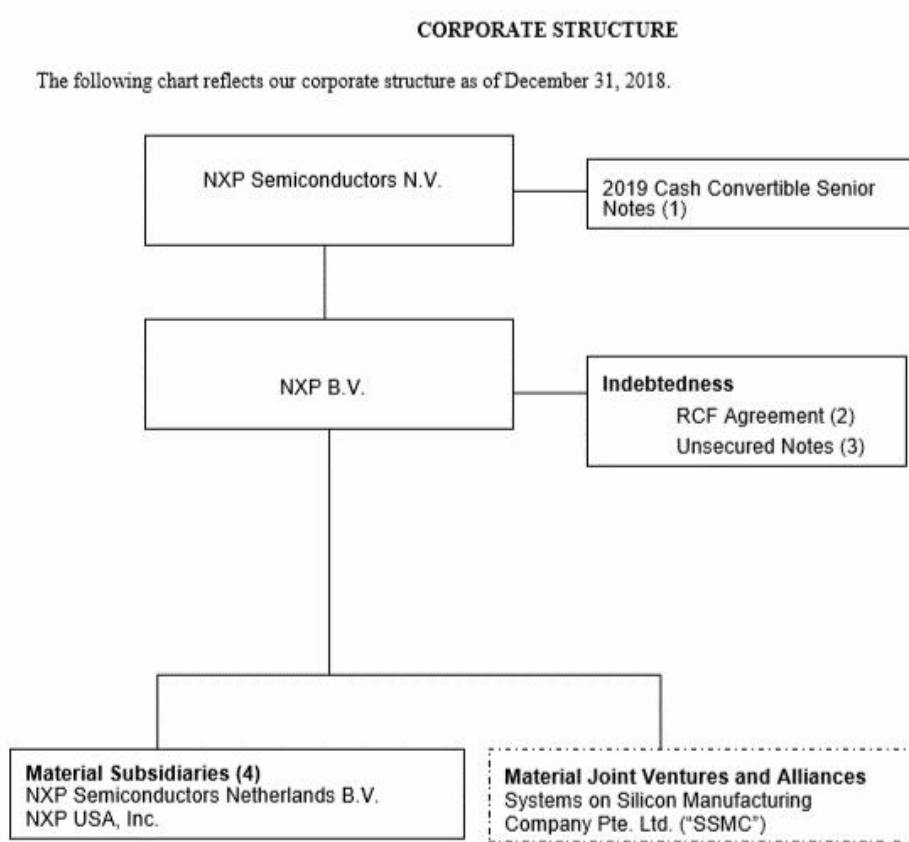 CORPORATE STRUCTURE
The following chart reflects our corporate structure as of December 31, 2018.
NXP Semiconductors N.V.
2019 Cash Convertible Senior
Notes (1)
NXP B.V.
Indebtedness
RCF Agreement (2)
Unsecured Notes (3)
Material Subsidiaries (4)
NXP Semiconductors Netherlands B.V.
NXP USA, Inc.
Material Joint Ventures and Alliances
Systems on Silicon Manufacturing
Company Pte. Ltd. (“SSMC”)